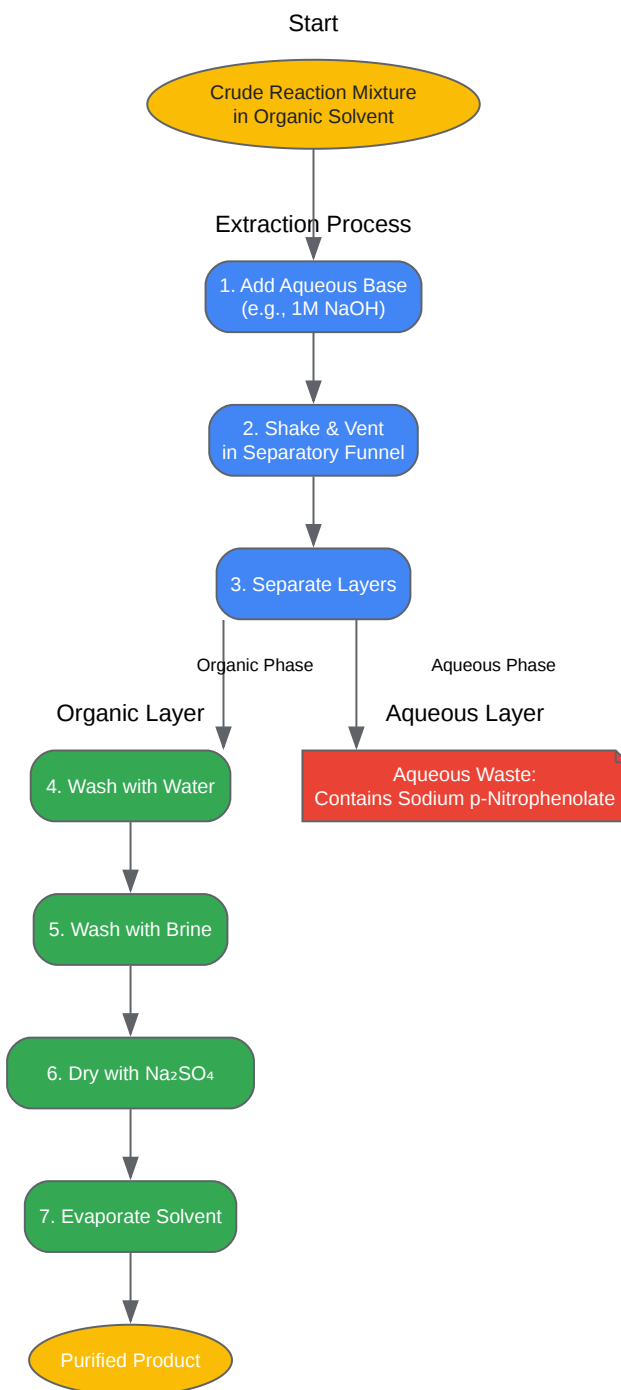 Start
Crude Reaction Mixture
in Organic Solvent
Extraction Process
1. Add Aqueous Base
(e.g., 1M NaOH)
2. Shake & Vent
in Separatory Funnel
3. Separate Layers
Organic Phase
Aqueous Phase
Organic Layer
Aqueous Layer
4. Wash with Water
Aqueous Waste:
Contains Sodium p-Nitrophenolate
5. Wash with Brine
6. Dry with Na₂SO₄
7. Evaporate Solvent
Purified Product